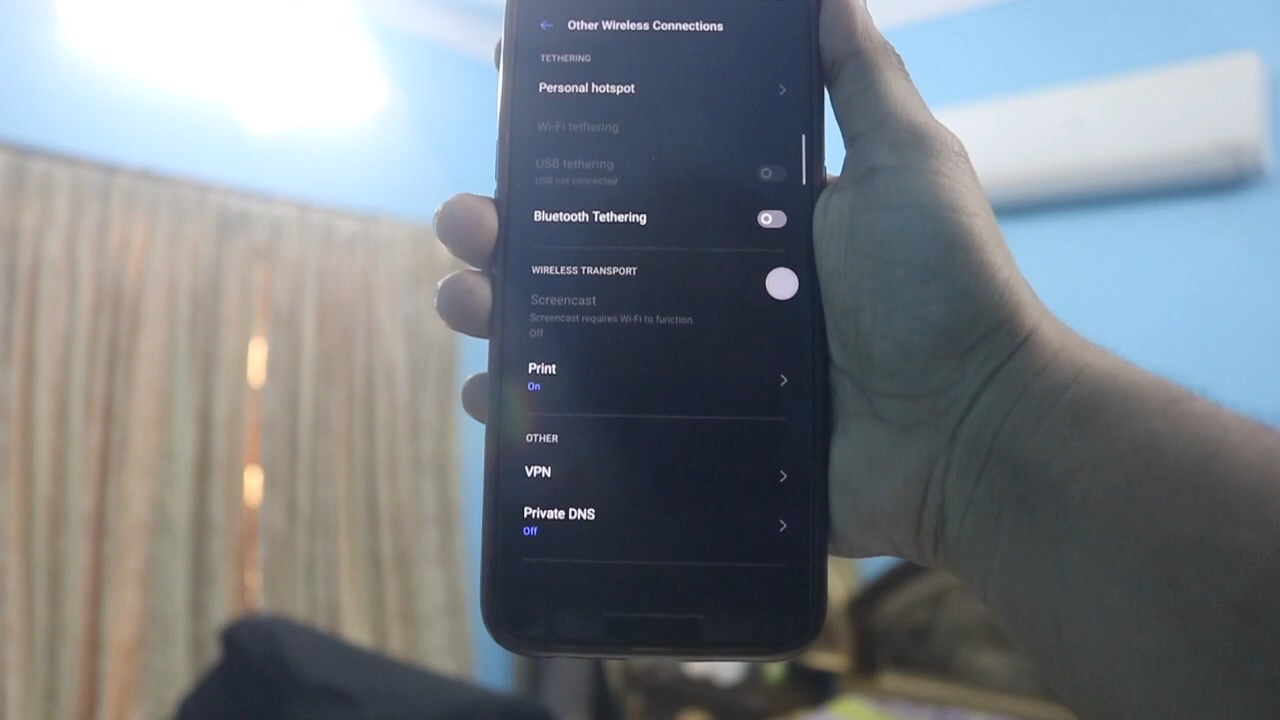 Other Wireless Connections
TETHERING
Personal hotspot
Wi-Fi tethering
USB tethering
USB not connected
Bluetooth Tethering
WIRELESS TRANSPORT
Screencast
Screencast requires Wi-Fi to function.
Off
Print
On
OTHER
VPN
Private DNS
Off